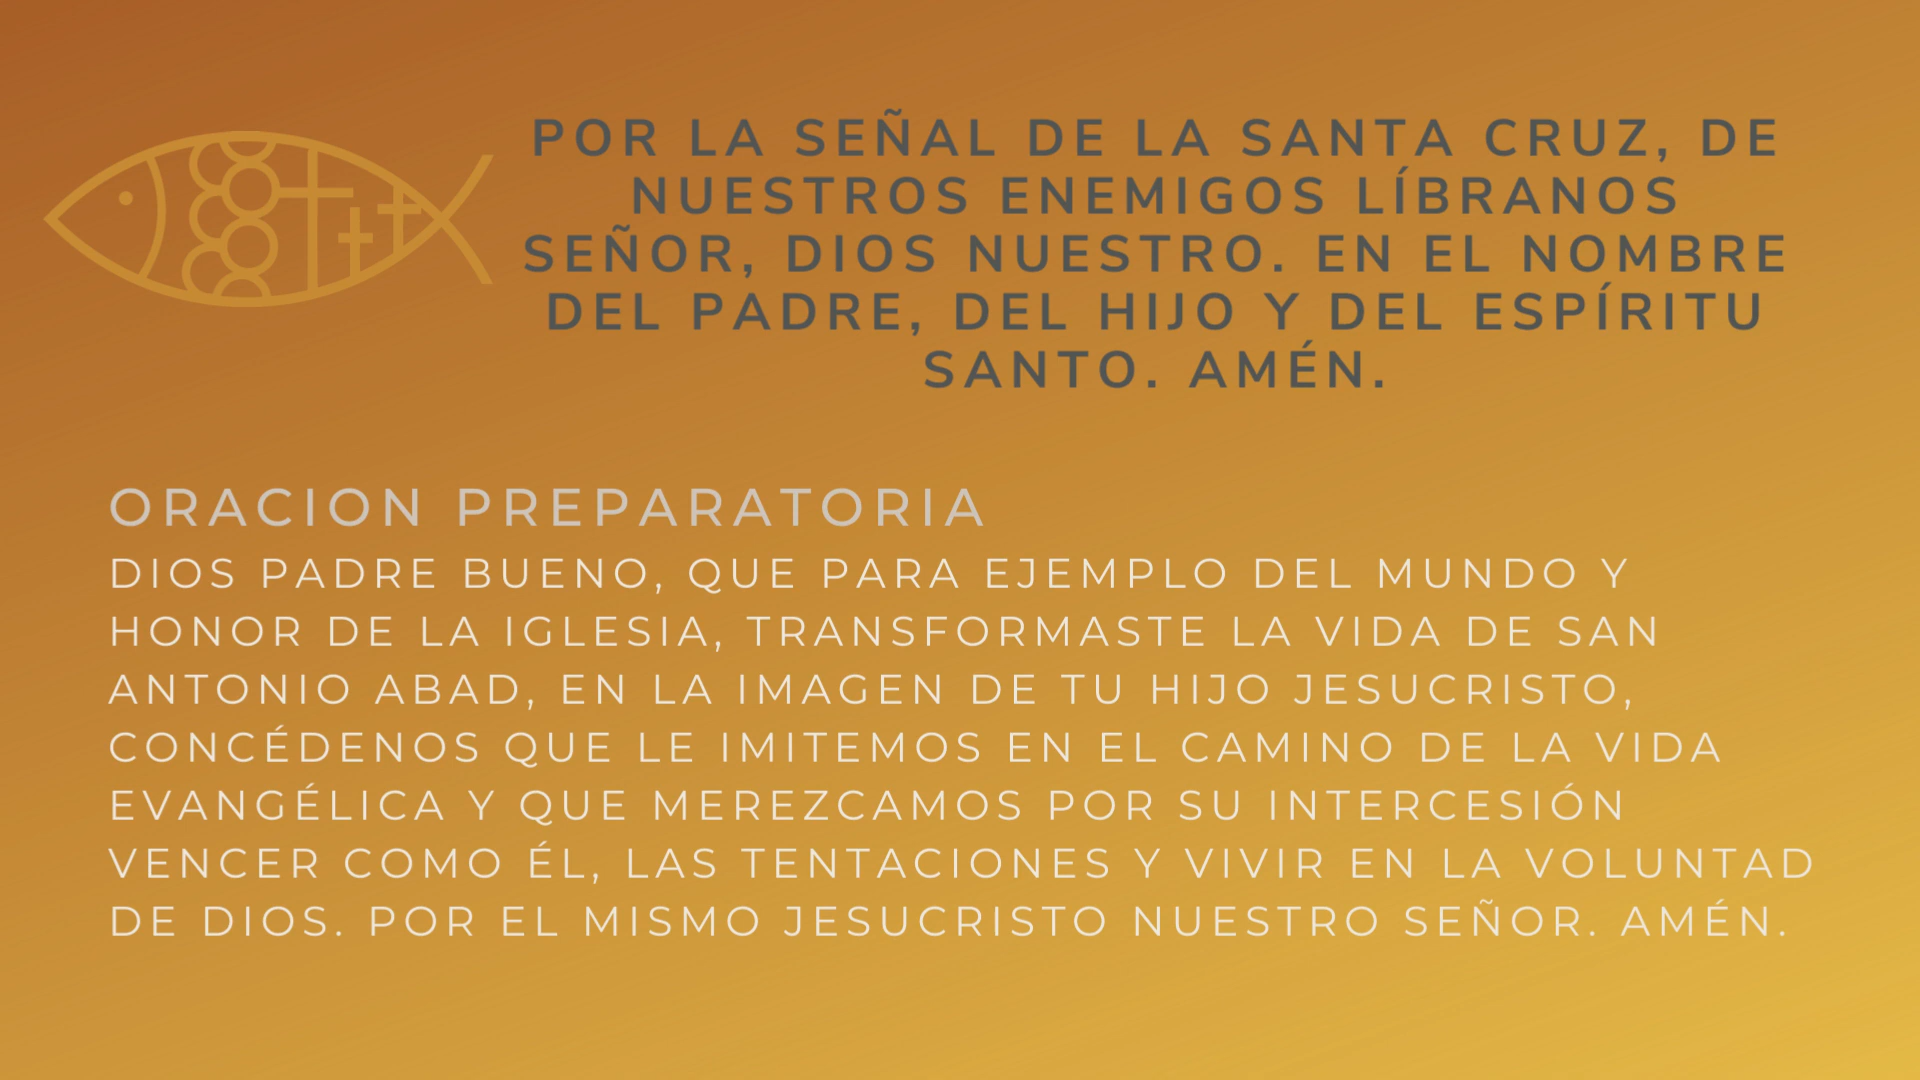 POR LA SEÑAL DE LA SANTA CRUZ, DE
NUESTROS ENEMIGOS LÍBRANOS
SEÑOR, DIOS NUESTRO. EN EL NOMBRE
DEL PADRE, DEL HIJO Y DEL ESPÍRITU
SANTO. AMÉN.
ORACION PREPARATORIA
DIOS PADRE BUENO, QUE PARA EJEMPLO DEL MUNDO Y
HONOR DE LA IGLESIA, TRANSFORMASTE LA VIDA DE SAN
ANTONIO ABAD, EN LA IMAGEN DE TU HIJO JESUCRISTO,
CONCÉDENOS QUE LE IMITEMOS EN EL CAMINO DE LA VIDA
EVANGÉLICA Y QUE MEREZCAMOS POR SU INTERCESIÓN
VENCER COMO ÉL, LAS TENTACIONES Y VIVIR EN LA VOLUNTAD
DE DIOS. POR EL MISMO JESUCRISTO NUESTRO SEÑOR. AMÉN.